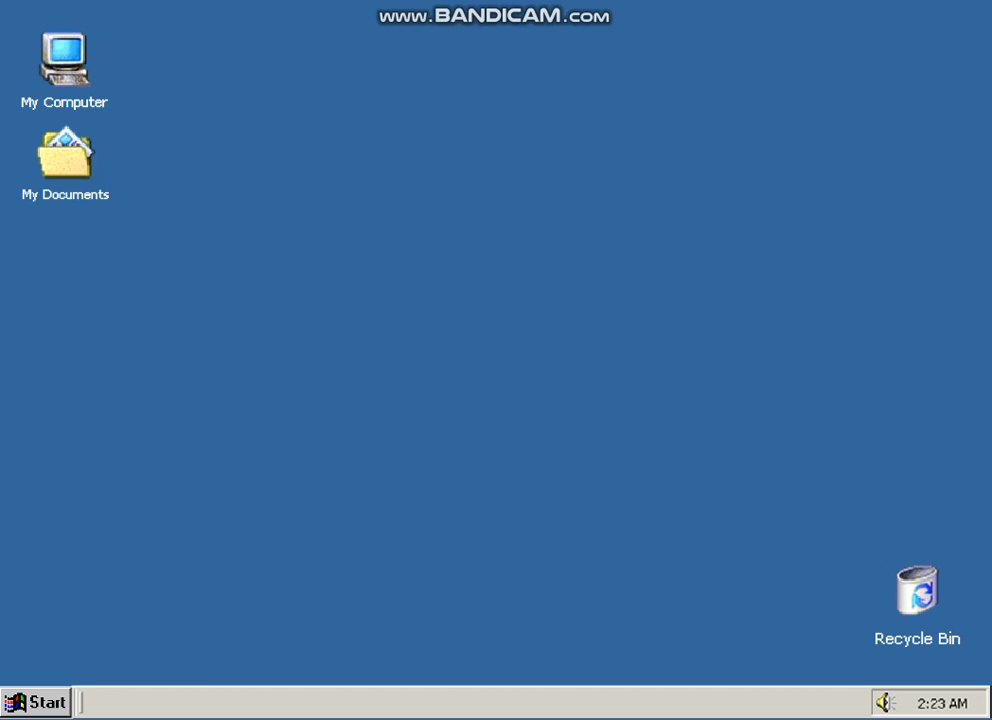 www.BANDICAM.com
My Computer
My Documents
Recycle Bin
Start
2:23 AM